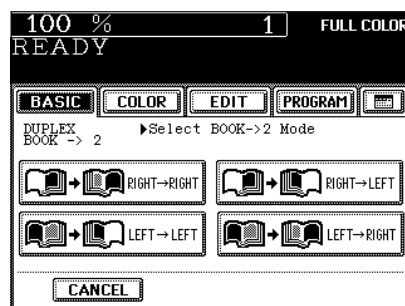 100 % 1 FULL COLOR
READY
BASIC COLOR EDIT PROGRAM
DUPLEX ▶Select BOOK->2 Mode
BOOK -> 2
RIGHT→RIGHT RIGHT→LEFT
LEFT→LEFT LEFT→RIGHT
CANCEL